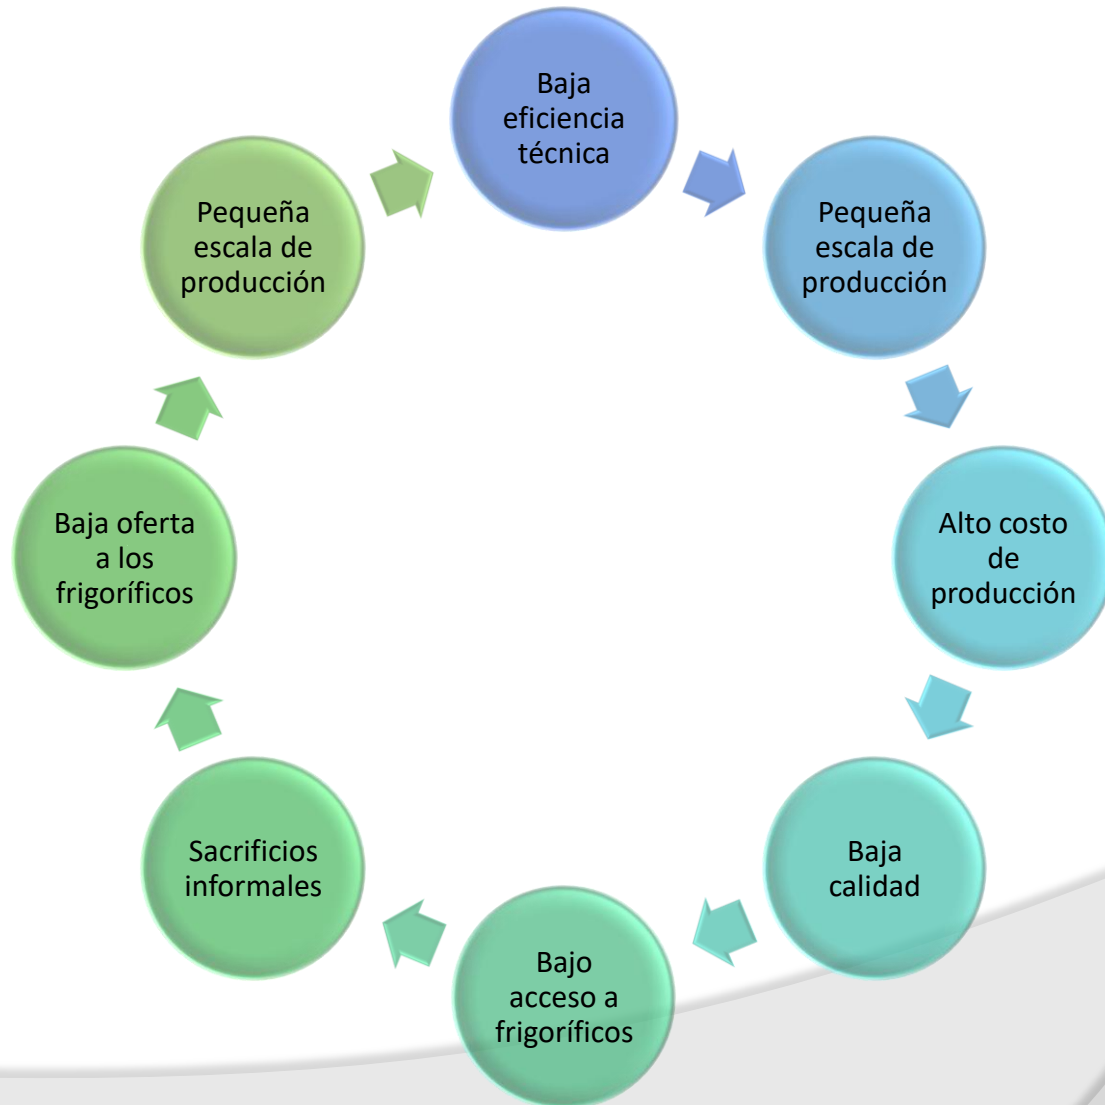 Baja
eficiencia
técnica
Pequeña
escala de
producción
Alto costo
de
producción
Baja
calidad
Bajo
acceso a
frigoríficos
Sacrificios
informales
Baja oferta
a los
frigoríficos
Pequeña
escala de
producción